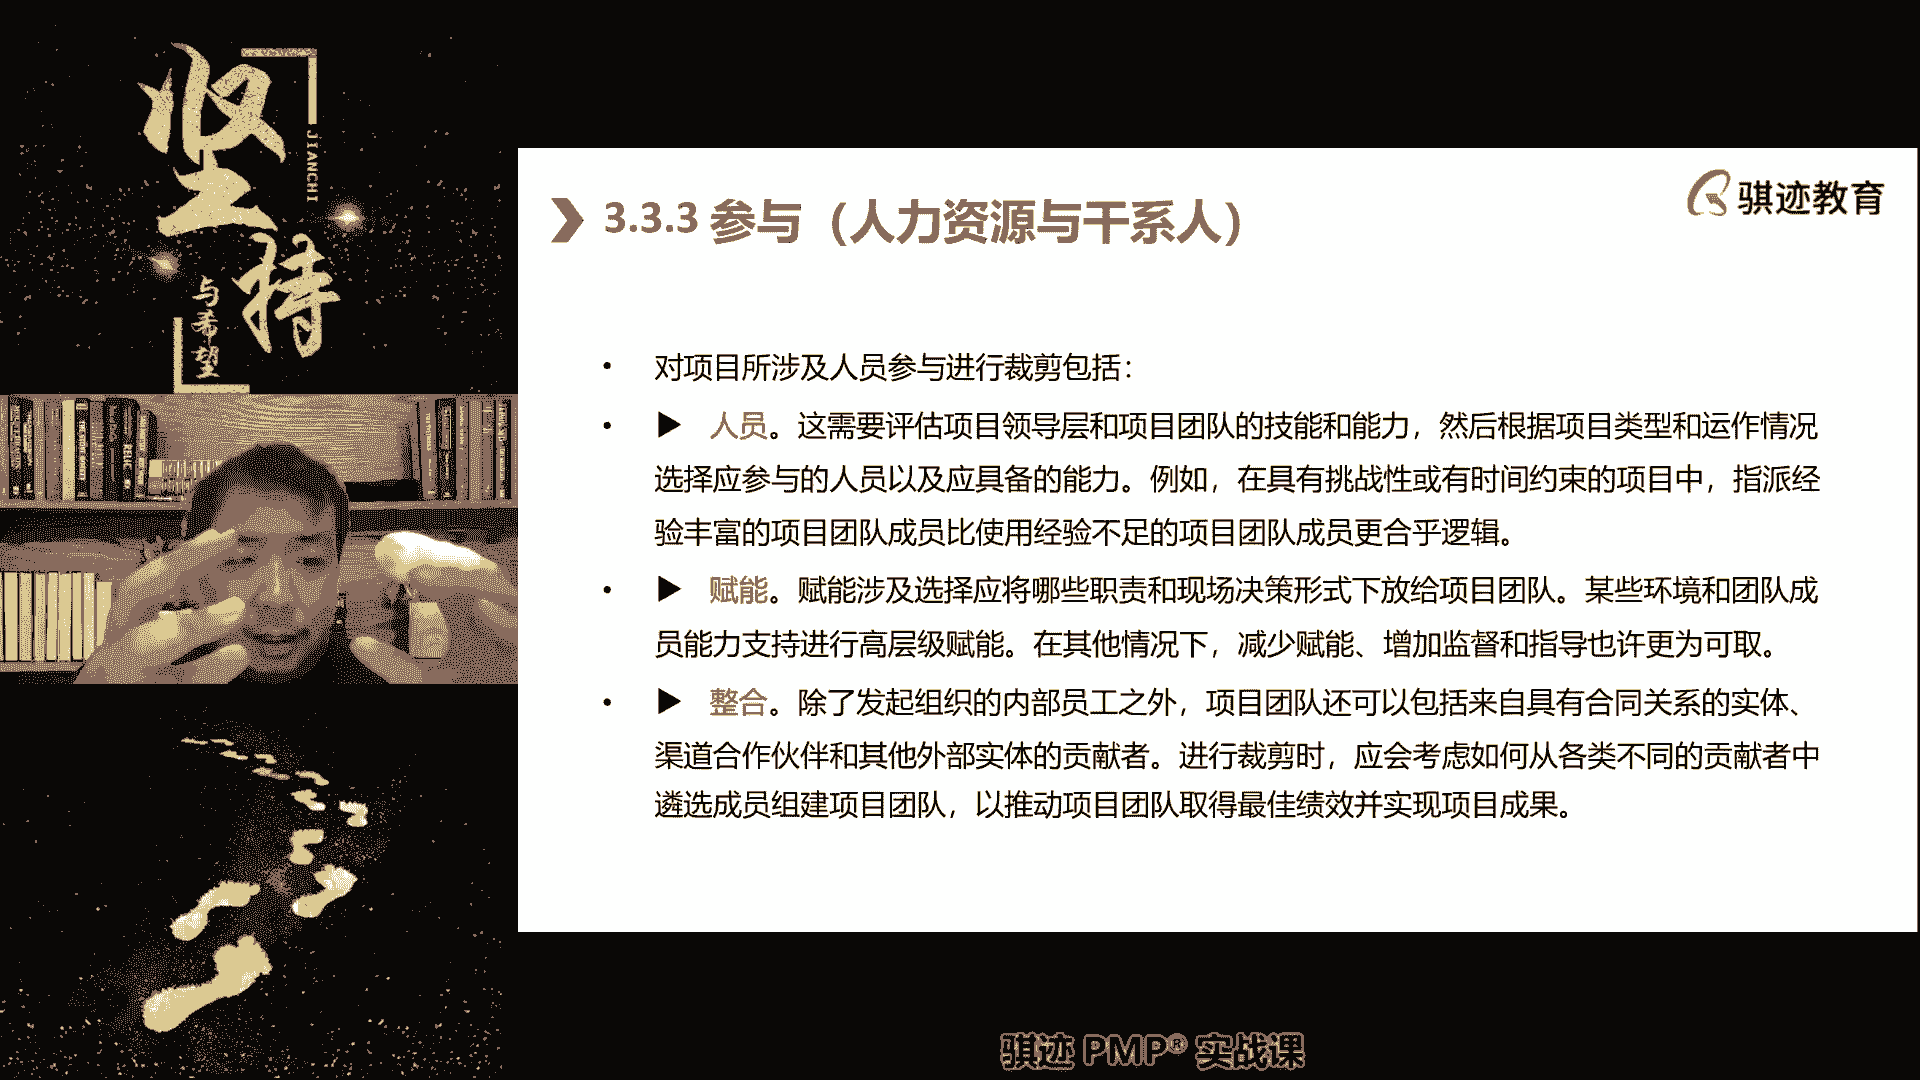 坚持
JIANCHI
与希望
骐迹教育
3.3.3 参与（人力资源与干系人）
• 对项目所涉及人员参与进行裁剪包括：
• ▶ 人员。这需要评估项目领导层和项目团队的技能和能力，然后根据项目类型和运作情况
选择应参与的人员以及应具备的能力。例如，在具有挑战性或有时间约束的项目中，指派经
验丰富的项目团队成员比使用经验不足的项目团队成员更合乎逻辑。
• ▶ 赋能。赋能涉及选择应将哪些职责和现场决策形式下放给项目团队。某些环境和团队成
员能力支持进行高层级赋能。在其他情况下，减少赋能、增加监督和指导也许更为可取。
• ▶ 整合。除了发起组织的内部员工之外，项目团队还可以包括来自具有合同关系的实体、
渠道合作伙伴和其他外部实体的贡献者。进行裁剪时，应会考虑如何从各类不同的贡献者中
遴选成员组建项目团队，以推动项目团队取得最佳绩效并实现项目成果。
骐迹 PMP® 实战课